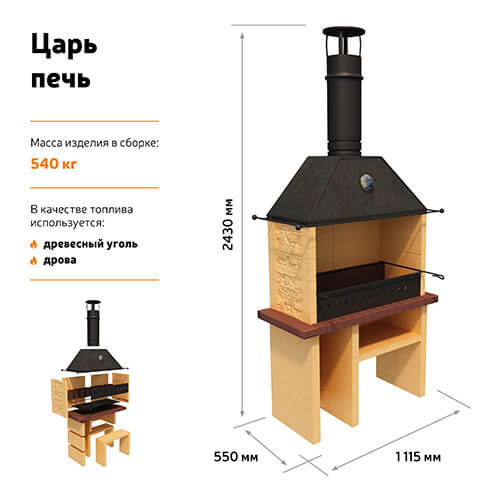 Царь
печь
Масса изделия в сборке:
540 кг
В качестве топлива
используется:
древесный уголь
дрова
2430 мм
550 мм
1 115 мм